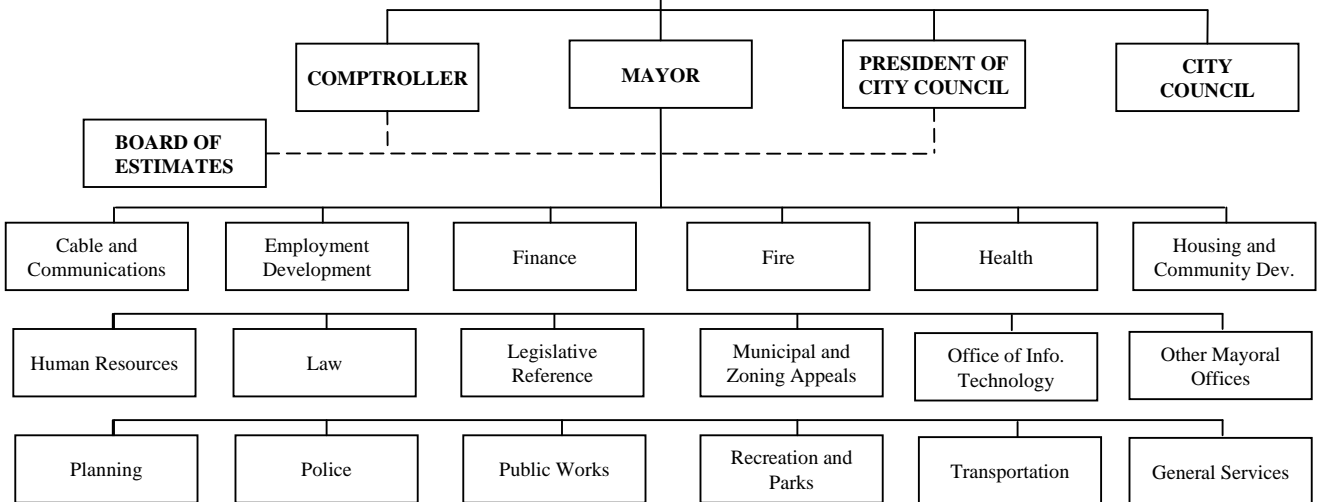 COMPTROLLER
MAYOR
PRESIDENT OF
CITY COUNCIL
CITY
COUNCIL
BOARD OF
ESTIMATES
Cable and
Communications
Employment
Development
Finance
Fire
Health
Housing and
Community Dev.
Human Resources
Law
Legislative
Reference
Municipal and
Zoning Appeals
Office of Info.
Technology
Other Mayoral
Offices
Planning
Police
Public Works
Recreation and
Parks
Transportation
General Services